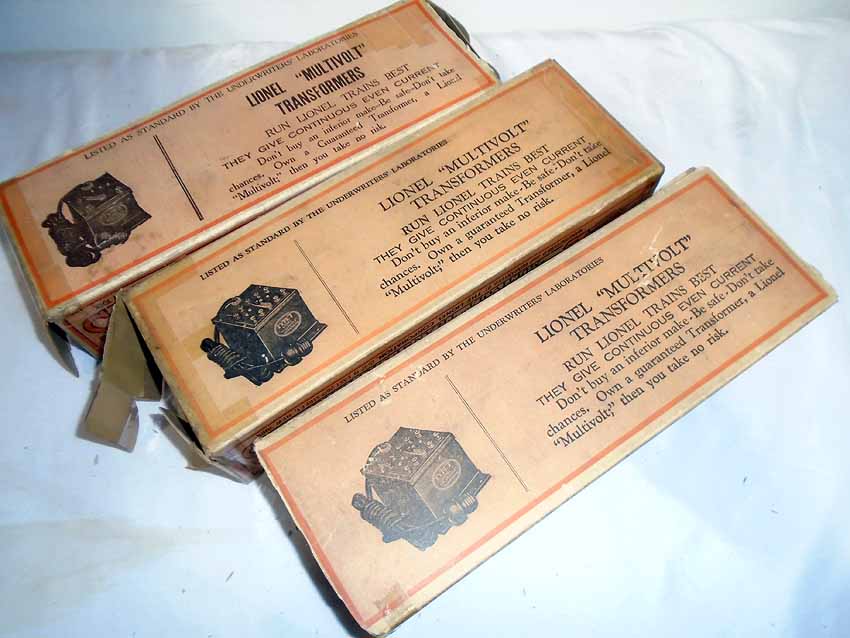 LISTED AS STANDARD BY THE UNDERWRITERS' LABORATORIES
LIONEL "MULTIVOLT"
TRANSFORMERS
RUN LIONEL TRAINS BEST
THEY GIVE CONTINUOUS EVEN CURRENT
Don't buy an inferior make–Be safe–Don't take
chances. Own a Guaranteed Transformer, a Lionel
"Multivolt;" then you take no risk.
LISTED AS STANDARD BY THE UNDERWRITERS' LABORATORIES
LIONEL "MULTIVOLT"
TRANSFORMERS
RUN LIONEL TRAINS BEST
THEY GIVE CONTINUOUS EVEN CURRENT
Don't buy an inferior make–Be safe–Don't take
chances. Own a guaranteed Transformer, a Lionel
"Multivolt;" then you take no risk.
LISTED AS STANDARD BY THE UNDERWRITERS' LABORATORIES
LIONEL "MULTIVOLT"
TRANSFORMERS
RUN LIONEL TRAINS BEST
THEY GIVE CONTINUOUS EVEN CURRENT
Don't buy an inferior make–Be safe–Don't take
chances. Own a guaranteed Transformer, a Lionel
"Multivolt;" then you take no risk.